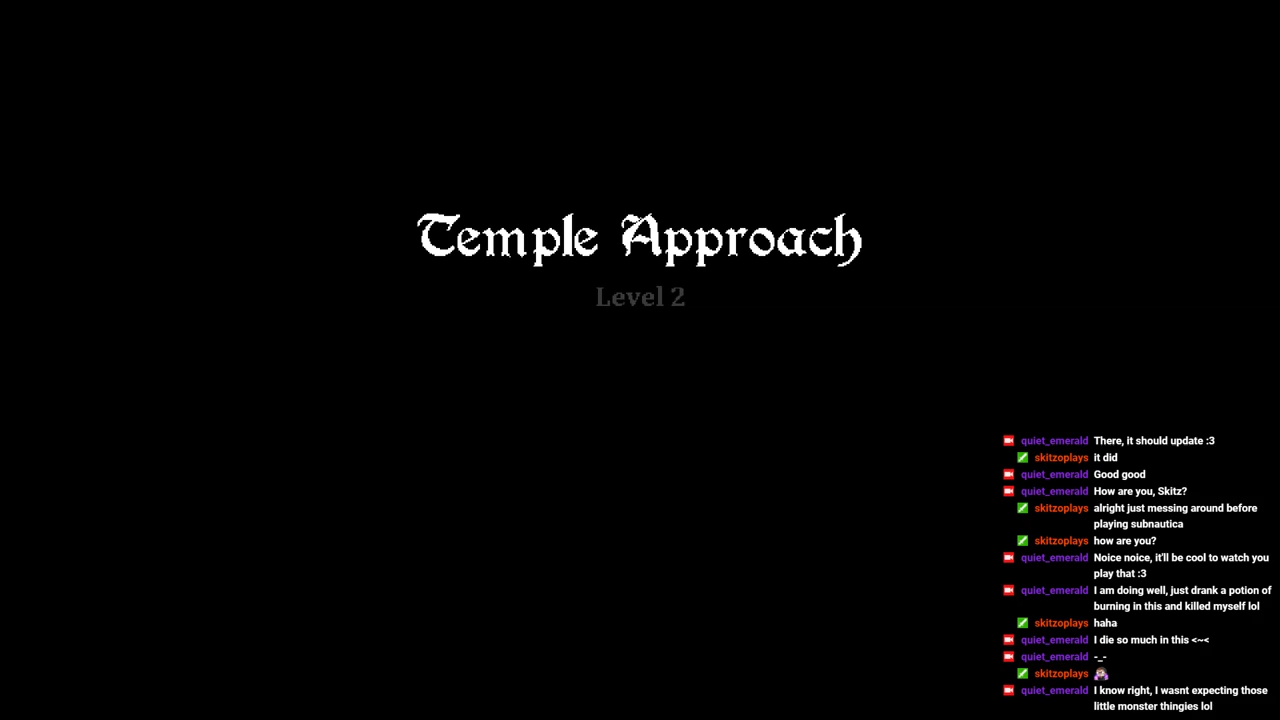 Temple Approach
Level 2
quiet_emerald There, it should update :3
skitzoplays it did
quiet_emerald Good good
quiet_emerald How are you, Skitz?
skitzoplays alright just messing around before
playing subnautica
skitzoplays how are you?
quiet_emerald Noice noice, it'll be cool to watch you
play that :3
quiet_emerald I am doing well, just drank a potion of
burning in this and killed myself lol
skitzoplays haha
quiet_emerald I die so much in this <~<
quiet_emerald -_-
skitzoplays
quiet_emerald I know right, I wasnt expecting those
little monster thingies lol